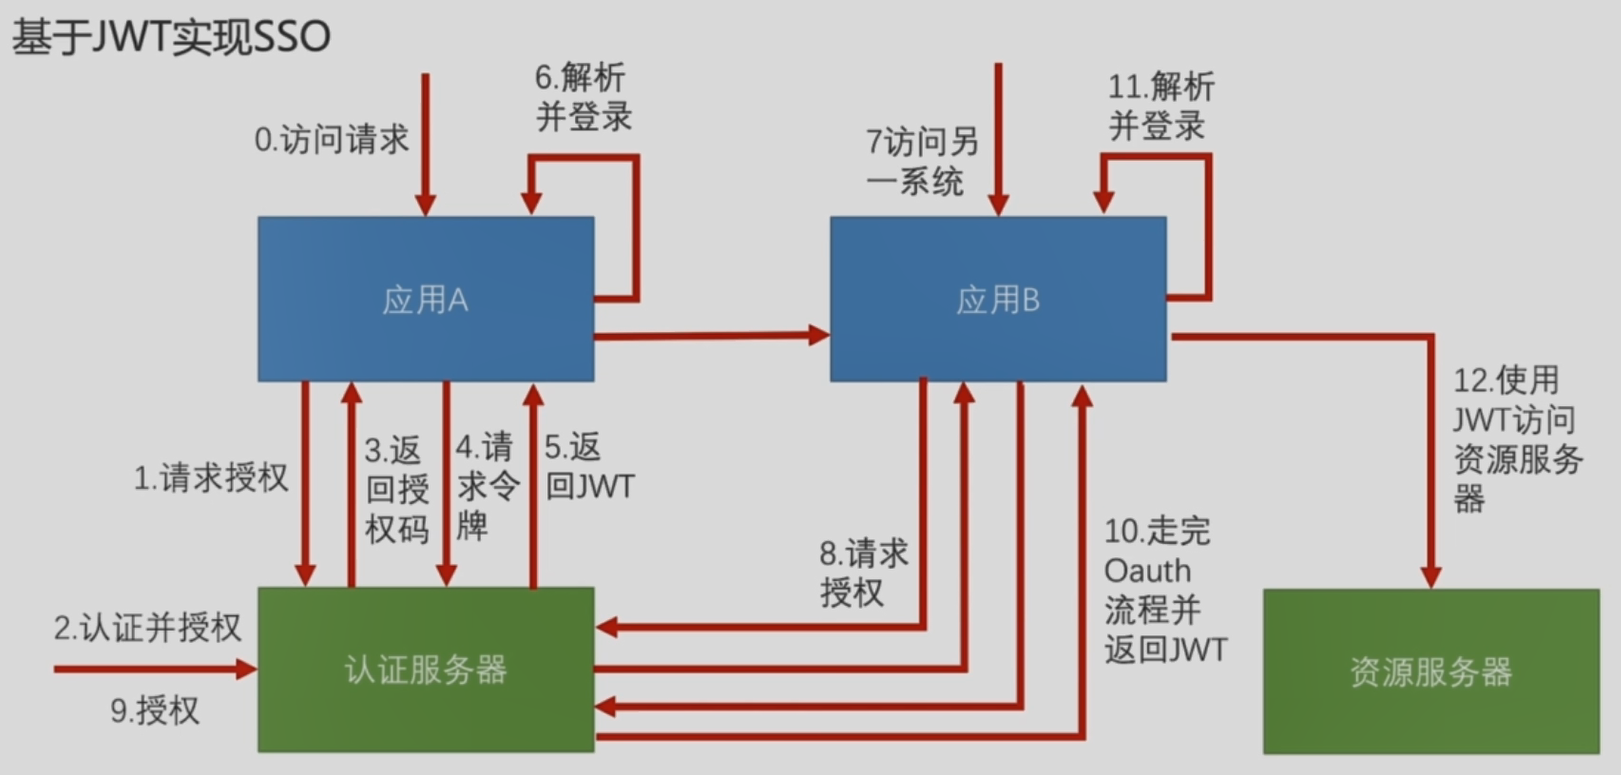 基于JWT实现SSO
0.访问请求
6.解析
并登录
7访问另
一系统
11.解析
并登录
应用A
应用B
1.请求授权
3.返
回授
权码
4.请
求令
牌
5.返
回JWT
8.请求
授权
10.走完
Oauth
流程并
返回JWT
12.使用
JWT访问
资源服务
器
2.认证并授权
9.授权
认证服务器
资源服务器